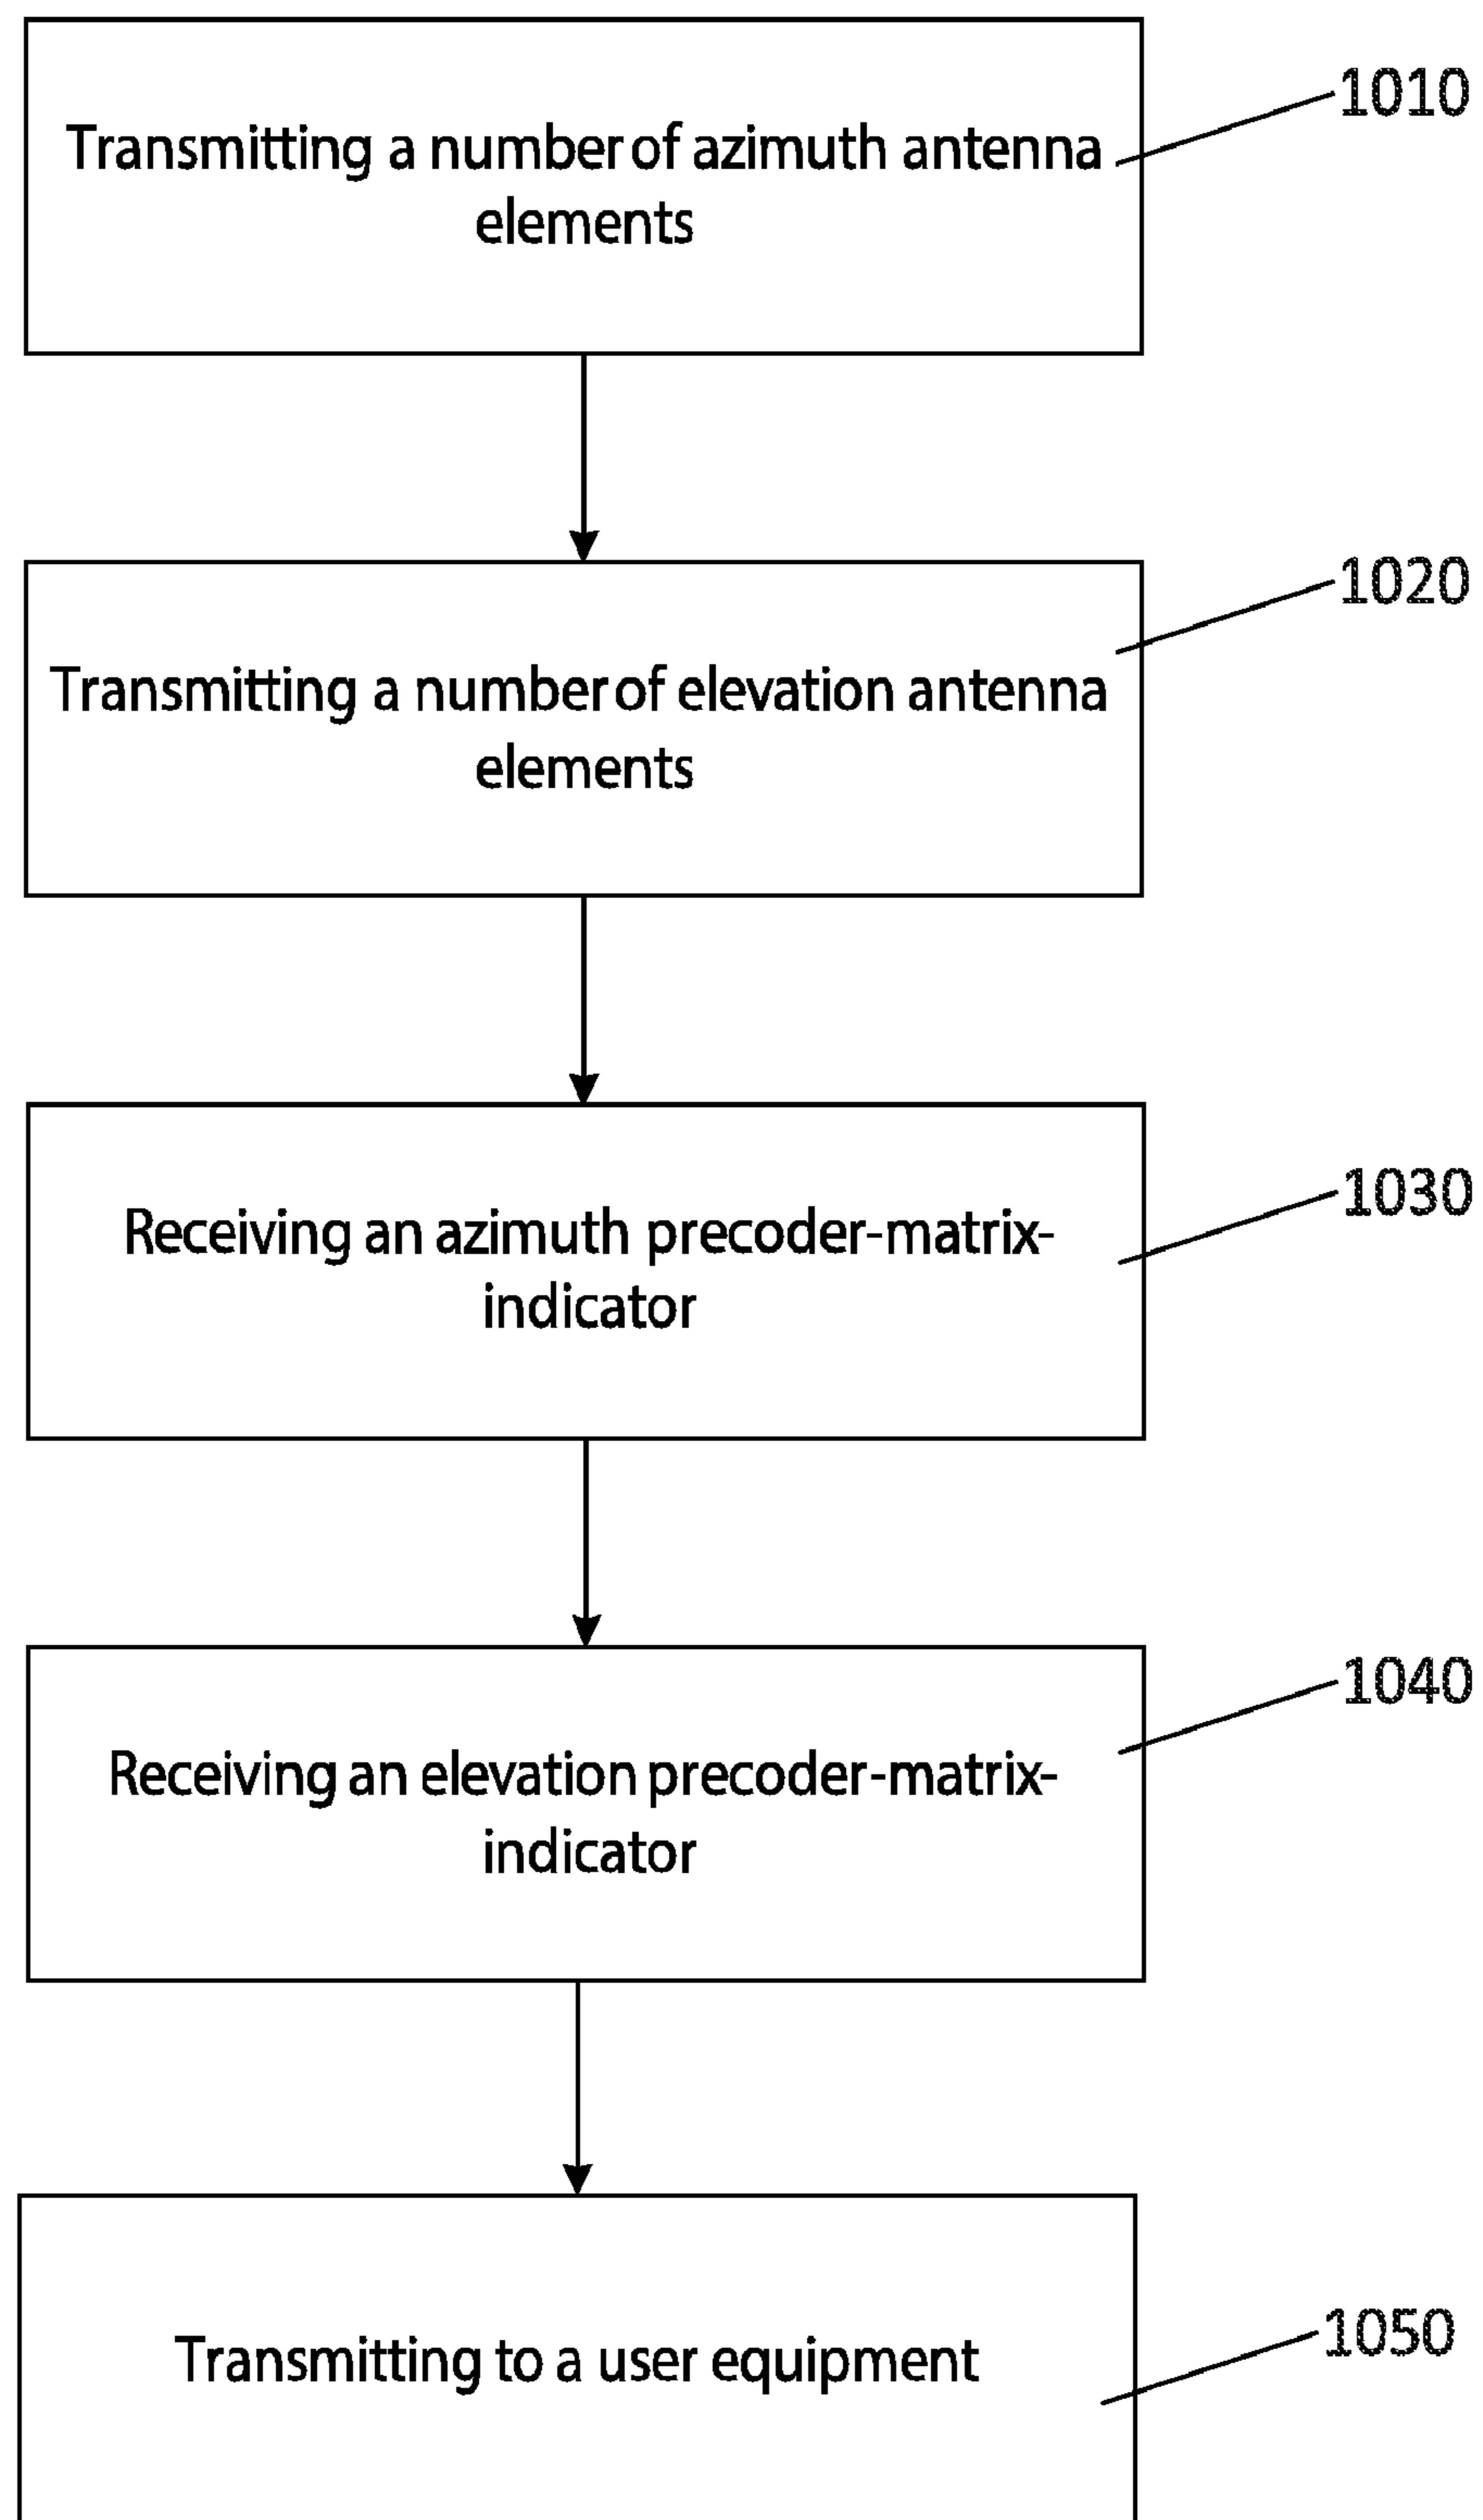 1010
Transmitting a number of azimuth antenna
elements
1020
Transmitting a number of elevation antenna
elements
1030
Receiving an azimuth precoder-matrix-
indicator
1040
Receiving an elevation precoder-matrix-
indicator
1050
Transmitting to a user equipment